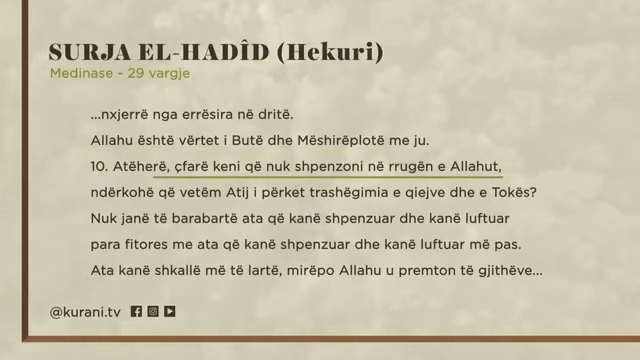 SURJA EL-HADÎD (Hekuri)
Medinase - 29 vargje
...nxjerrë nga errësira në dritë.
Allahu është vërtet i Butë dhe Mëshirëplotë me ju.
10. Atëherë, çfarë keni që nuk shpenzoni në rrugën e Allahut,
ndërkohë që vetëm Atij i përket trashëgimia e qiejve dhe e Tokës?
Nuk janë të barabartë ata që kanë shpenzuar dhe kanë luftuar
para fitores me ata që kanë shpenzuar dhe kanë luftuar më pas.
Ata kanë shkallë më të lartë, mirëpo Allahu u premton të gjithëve...
@kurani.tv